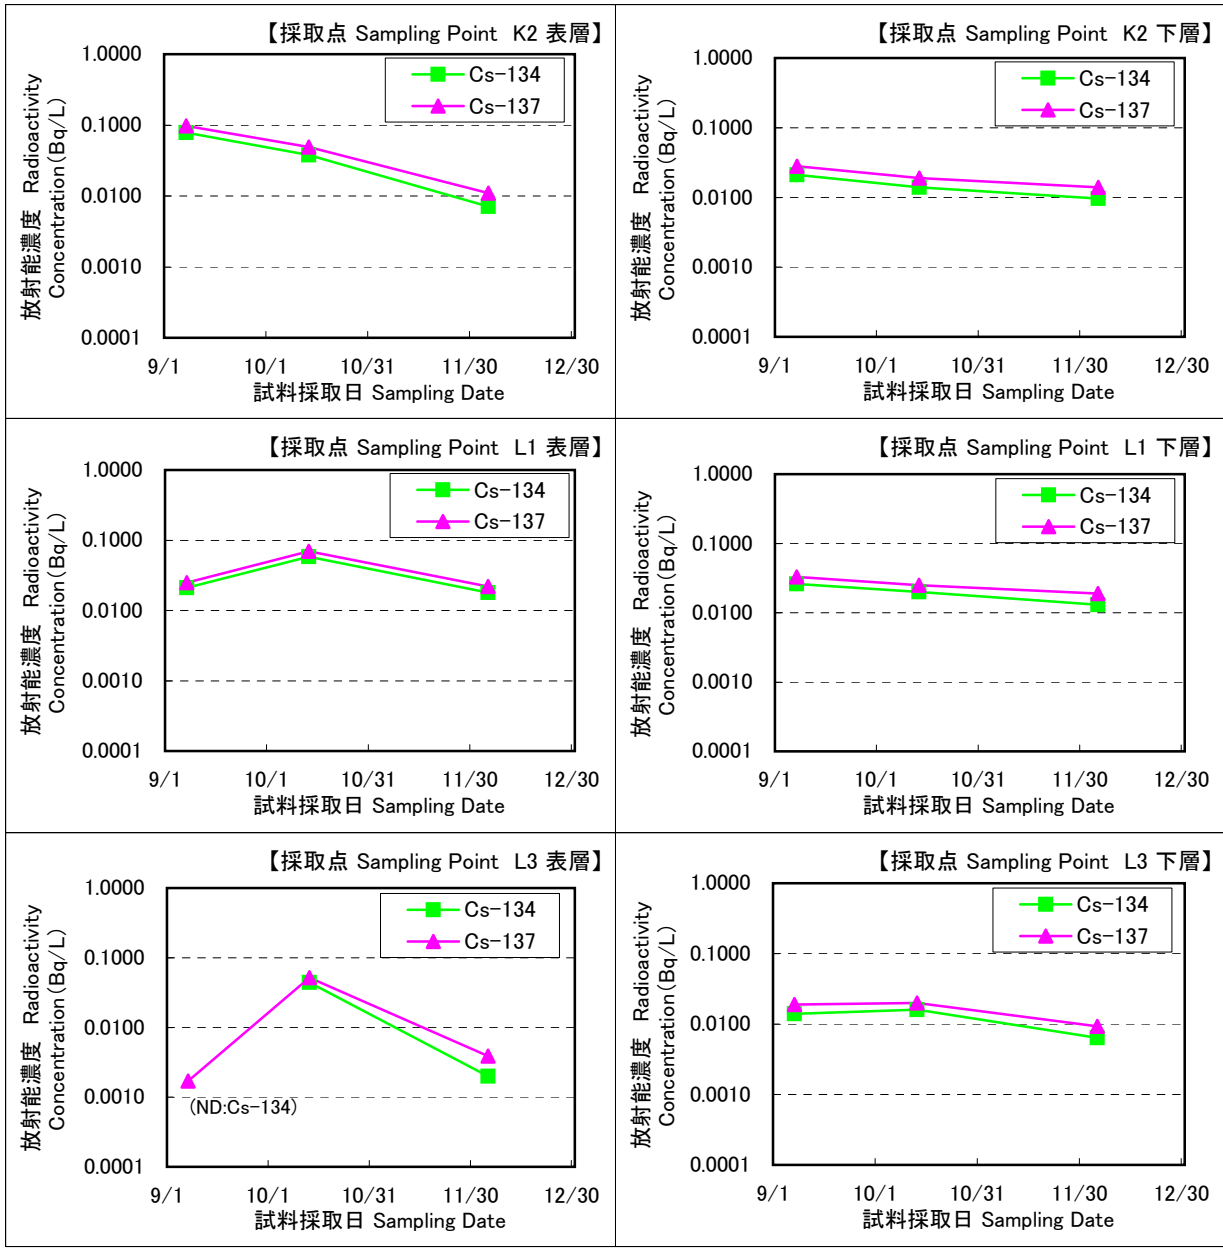 【採取点 Sampling Point K2 表層】
放射能濃度 Radioactivity
Concentration(Bq/L)
1.0000
0.1000
0.0100
0.0010
0.0001
Cs-134
Cs-137
9/1 10/1 10/31 11/30 12/30
試料採取日 Sampling Date
【採取点 Sampling Point K2 下層】
放射能濃度 Radioactivity
Concentration(Bq/L)
1.0000
0.1000
0.0100
0.0010
0.0001
Cs-134
Cs-137
9/1 10/1 10/31 11/30 12/30
試料採取日 Sampling Date
【採取点 Sampling Point L1 表層】
放射能濃度 Radioactivity
Concentration(Bq/L)
1.0000
0.1000
0.0100
0.0010
0.0001
Cs-134
Cs-137
9/1 10/1 10/31 11/30 12/30
試料採取日 Sampling Date
【採取点 Sampling Point L1 下層】
放射能濃度 Radioactivity
Concentration(Bq/L)
1.0000
0.1000
0.0100
0.0010
0.0001
Cs-134
Cs-137
9/1 10/1 10/31 11/30 12/30
試料採取日 Sampling Date
【採取点 Sampling Point L3 表層】
放射能濃度 Radioactivity
Concentration(Bq/L)
1.0000
0.1000
0.0100
0.0010
0.0001
Cs-134
Cs-137
(ND:Cs-134)
9/1 10/1 10/31 11/30 12/30
試料採取日 Sampling Date
【採取点 Sampling Point L3 下層】
放射能濃度 Radioactivity
Concentration(Bq/L)
1.0000
0.1000
0.0100
0.0010
0.0001
Cs-134
Cs-137
9/1 10/1 10/31 11/30 12/30
試料採取日 Sampling Date